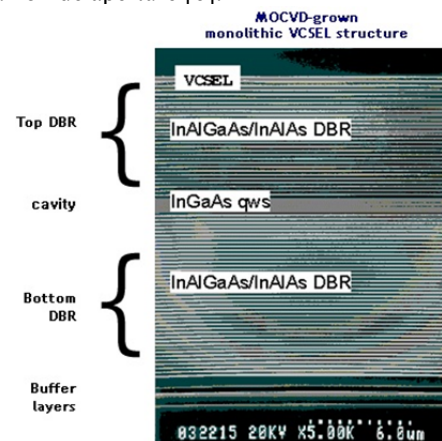 MOCVD-grown
monolithic VCSEL structure
VCSEL
Top DBR
InAlGaAs/InAlAs DBR
cavity
InGaAs qws
InAlGaAs/InAlAs DBR
Bottom
DBR
Buffer
layers
032215 20KV X5.00K 6.0um